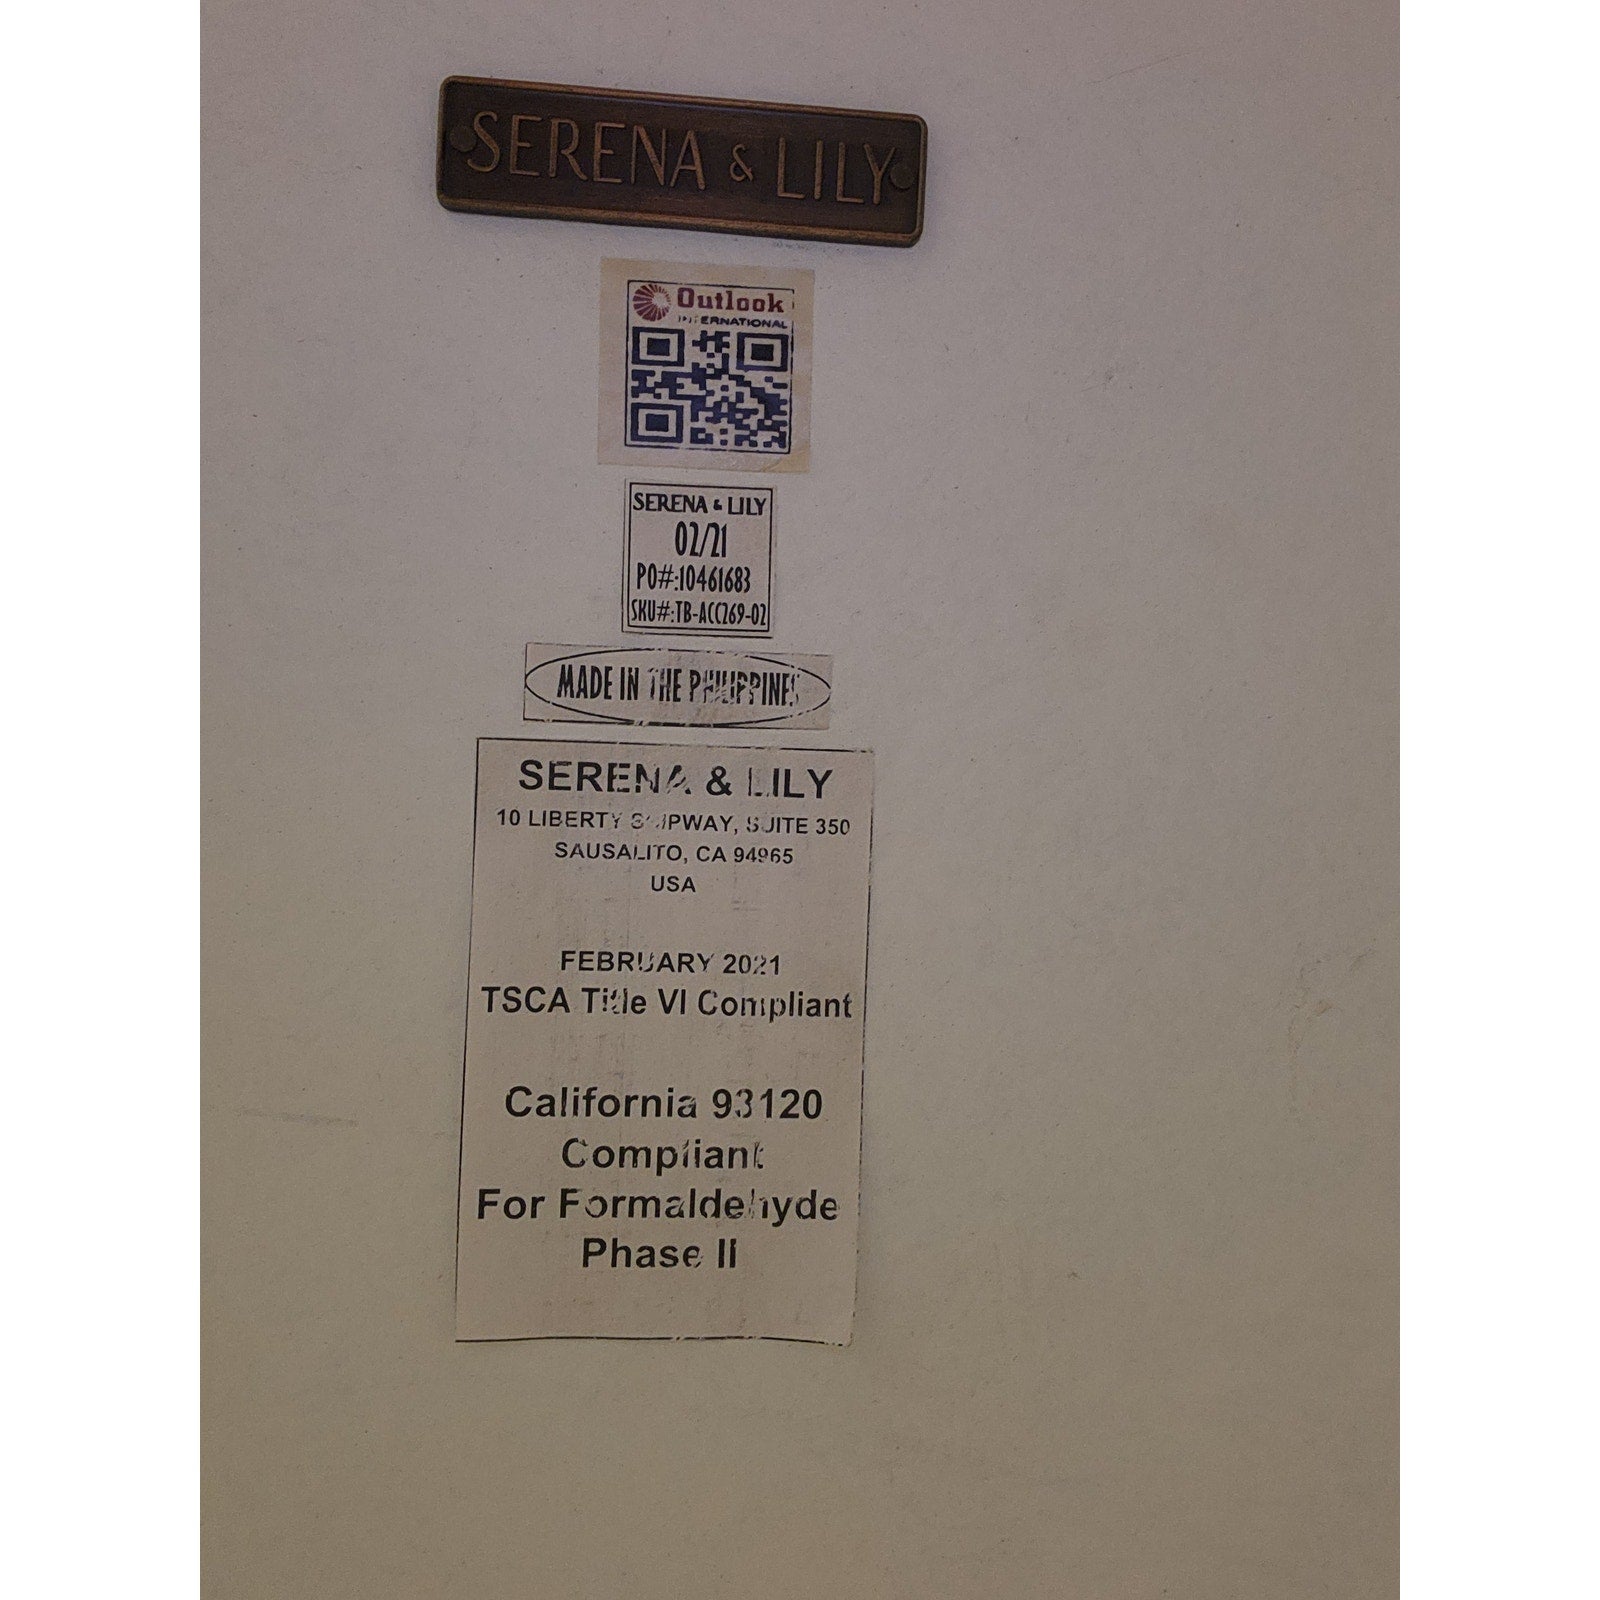 SERENA & LILY
Outlook
INTERNATIONAL
SERENA & LILY
02/21
PO#:10461683
SKU#:TB-ACC269-02
MADE IN THE PHILIPPINES
SERENA & LILY
10 LIBERTY SHIPWAY, SUITE 350
SAUSALITO, CA 94965
USA
FEBRUARY 2021
TSCA Title VI Compliant
California 93120
Compliant
For Formaldehyde
Phase II